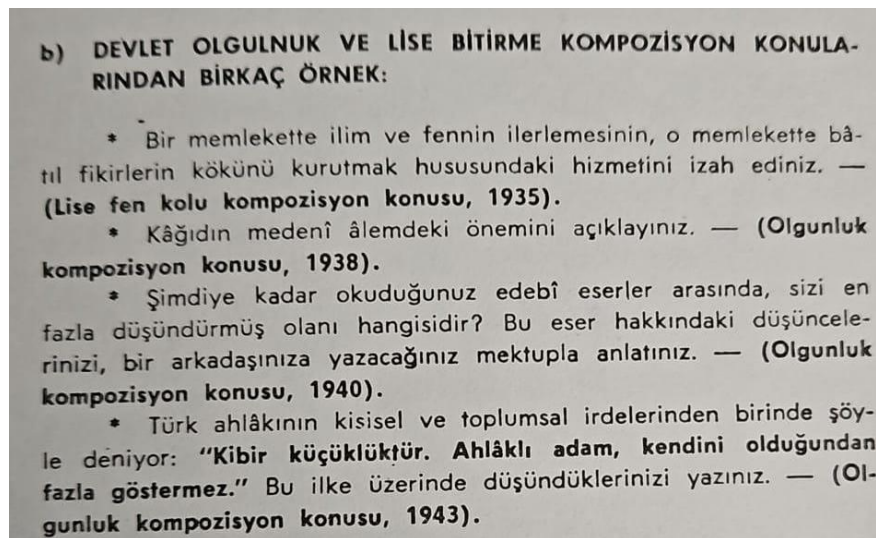 b) DEVLET OLGULNUK VE LİSE BİTİRME KOMPOZİSYON KONULA-
RINDAN BİRKAÇ ÖRNEK:
* Bir memlekette ilim ve fennin ilerlemesinin, o memlekette bâ-
tıl fikirlerin kökünü kurutmak hususundaki hizmetini izah ediniz. —
(Lise fen kolu kompozisyon konusu, 1935).
* Kâğıdın medenî âlemdeki önemini açıklayınız. — (Olgunluk
kompozisyon konusu, 1938).
* Şimdiye kadar okuduğunuz edebî eserler arasında, sizi en
fazla düşündürmüş olanı hangisidir? Bu eser hakkındaki düşüncele-
rinizi, bir arkadaşınıza yazacağınız mektupla anlatınız. — (Olgunluk
kompozisyon konusu, 1940).
* Türk ahlâkının kisisel ve toplumsal irdelerinden birinde şöy-
le deniyor: "Kibir küçüklüktür. Ahlâklı adam, kendini olduğundan
fazla göstermez." Bu ilke üzerinde düşündüklerinizi yazınız. — (Ol-
gunluk kompozisyon konusu, 1943).